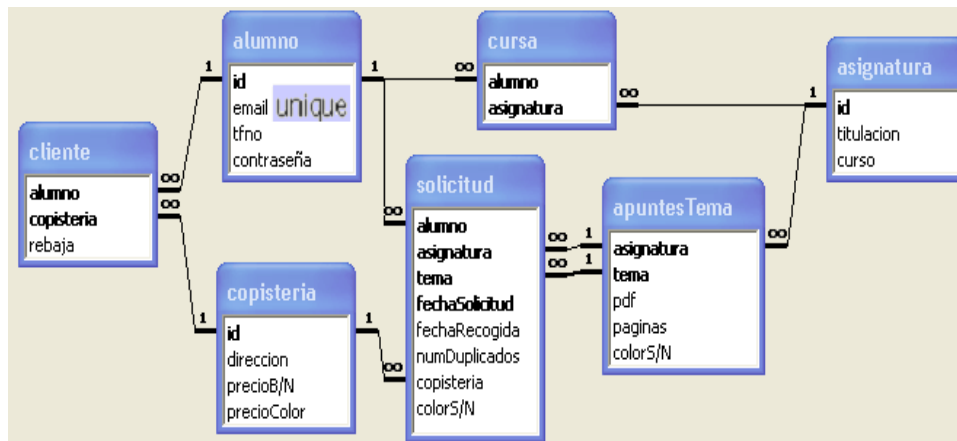 alumno
1
id
email unique
tfno
contraseña
1
cursa
∞
alumno
asignatura
∞
asignatura
1
id
titulacion
curso
cliente
∞
alumno
∞
copisteria
rebaja
solicitud
∞
alumno
asignatura
tema
fechaSolicitud
fechaRecogida
numDuplicados
∞
copisteria
colorS/N
∞
1
∞
1
apuntesTema
∞
asignatura
tema
pdf
paginas
colorS/N
copisteria
1
id
1
direccion
precioB/N
precioColor